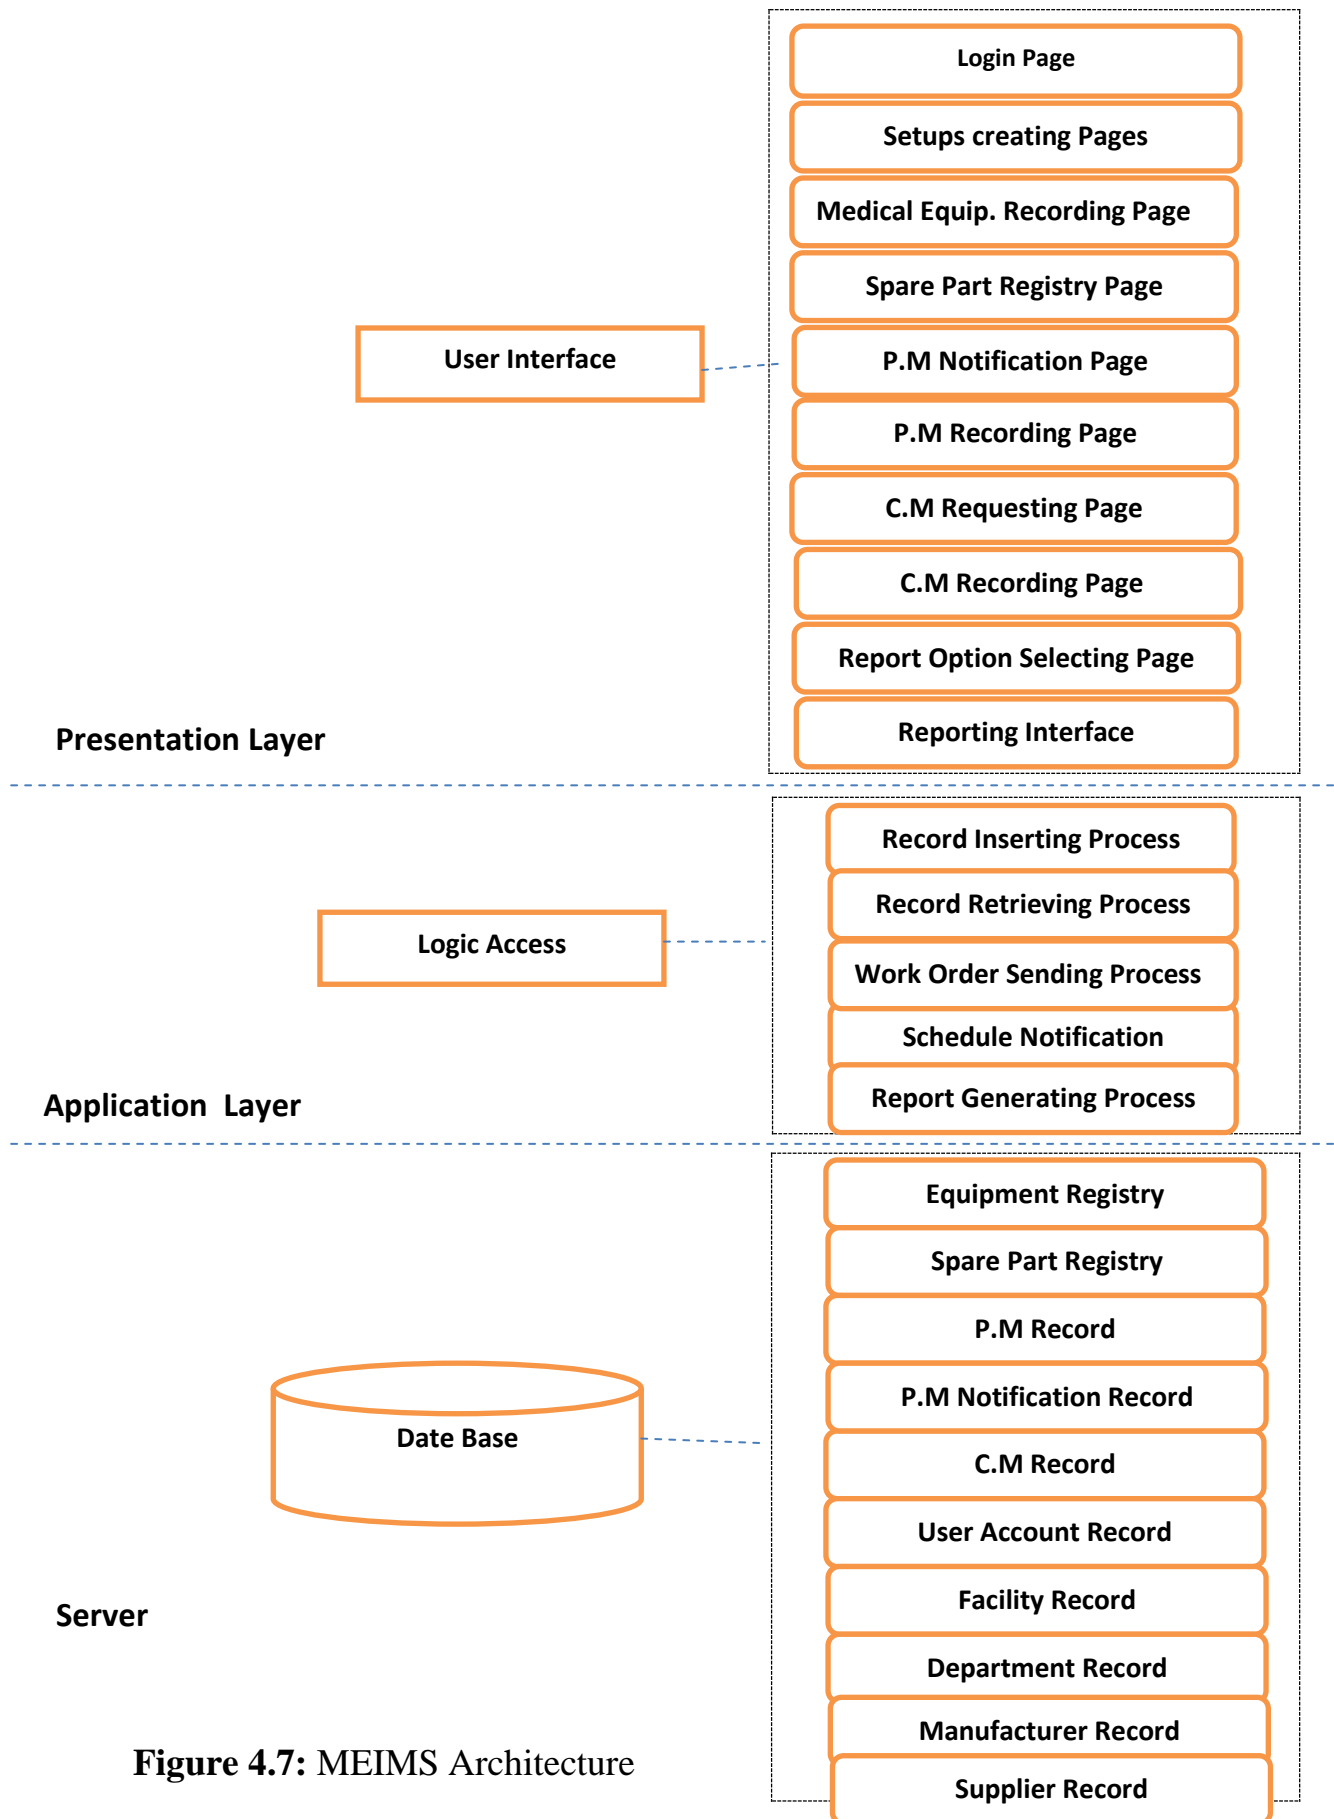 Login Page
Setups creating Pages
Medical Equip. Recording Page
Spare Part Registry Page
User Interface
P.M Notification Page
P.M Recording Page
C.M Requesting Page
C.M Recording Page
Report Option Selecting Page
Reporting Interface
Presentation Layer
Record Inserting Process
Record Retrieving Process
Logic Access
Work Order Sending Process
Schedule Notification
Report Generating Process
Application Layer
Equipment Registry
Spare Part Registry
P.M Record
P.M Notification Record
Date Base
C.M Record
User Account Record
Facility Record
Server
Department Record
Manufacturer Record
Supplier Record
Figure 4.7: MEIMS Architecture